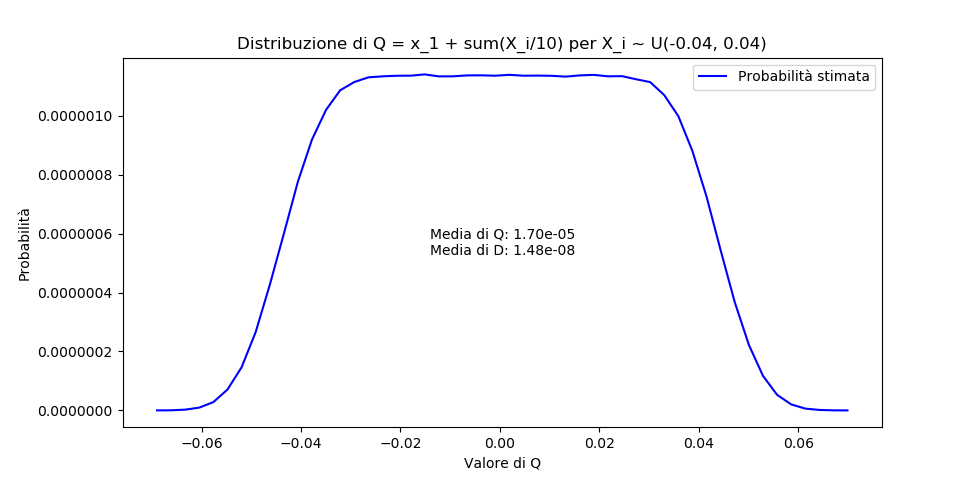 Distribuzione di Q = x_1 + sum(X_i/10) per X_i ~ U(-0.04, 0.04)
Probabilità stimata
0.0000010
0.0000008
0.0000006
0.0000004
0.0000002
0.0000000
Probabilità
Media di Q: 1.70e-05
Media di D: 1.48e-08
−0.06 −0.04 −0.02 0.00 0.02 0.04 0.06
Valore di Q